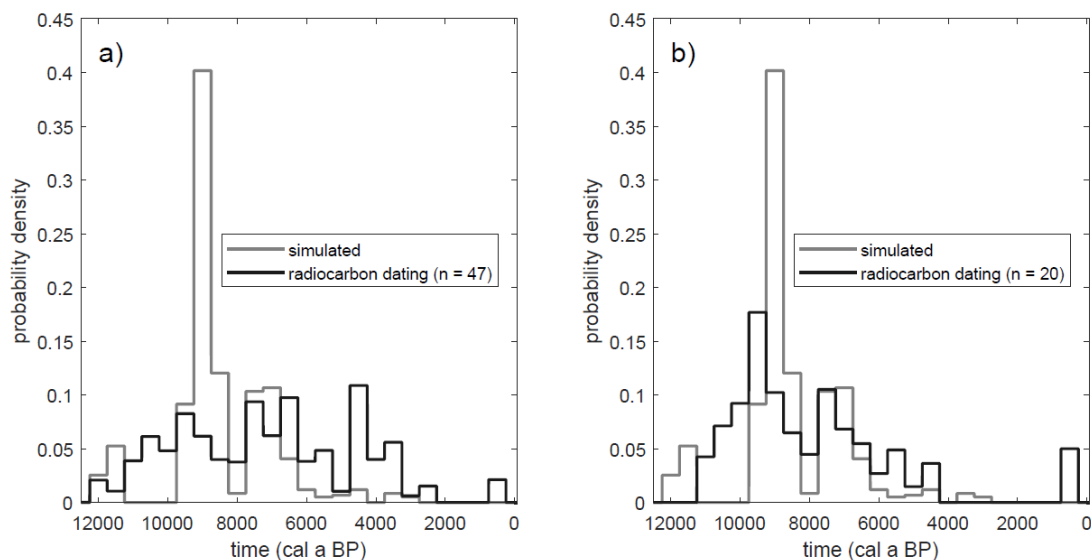 a)
0.45
0.4
0.35
0.3
0.25
0.2
0.15
0.1
0.05
0
probability density
simulated
radiocarbon dating (n = 47)
12000 10000 8000 6000 4000 2000 0
time (cal a BP)
b)
0.45
0.4
0.35
0.3
0.25
0.2
0.15
0.1
0.05
0
probability density
simulated
radiocarbon dating (n = 20)
12000 10000 8000 6000 4000 2000 0
time (cal a BP)